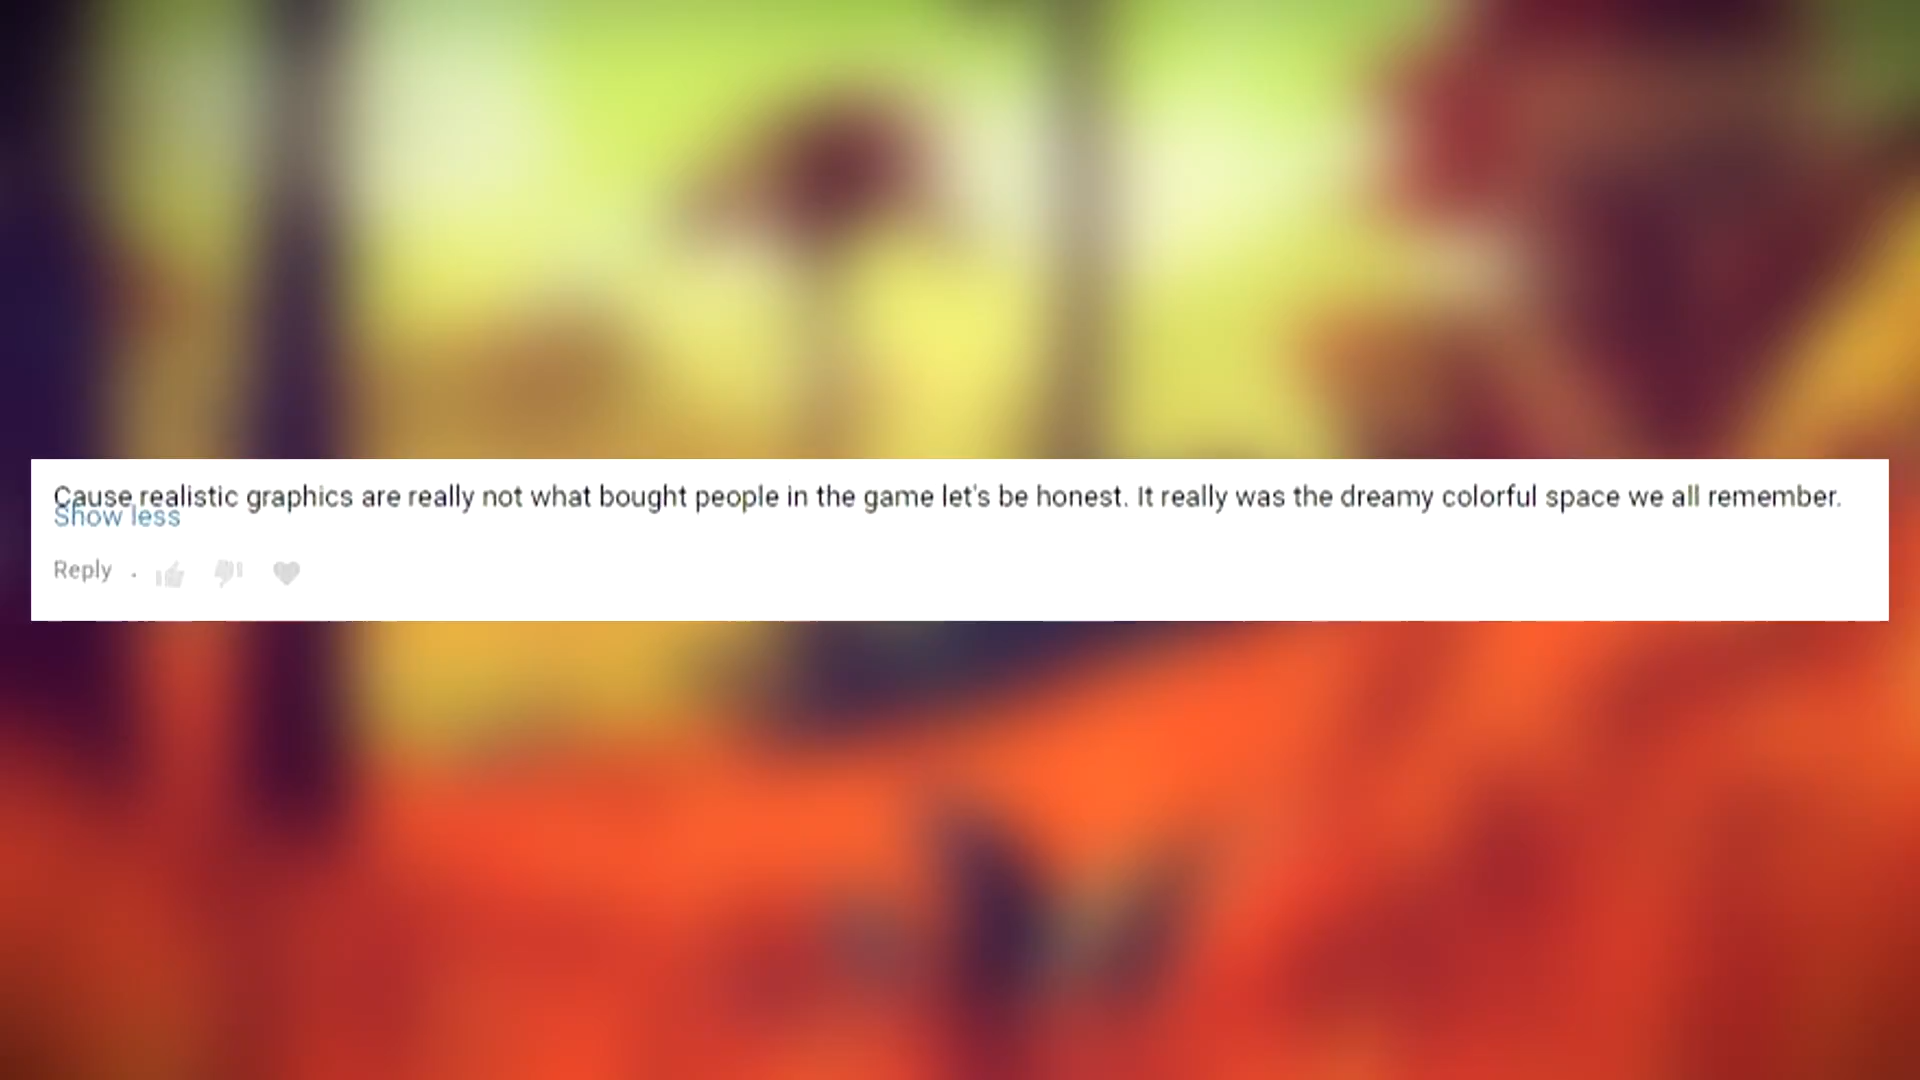 Cause realistic graphics are really not what bought people in the game let's be honest. It really was the dreamy colorful space we all remember.
Show less
Reply .